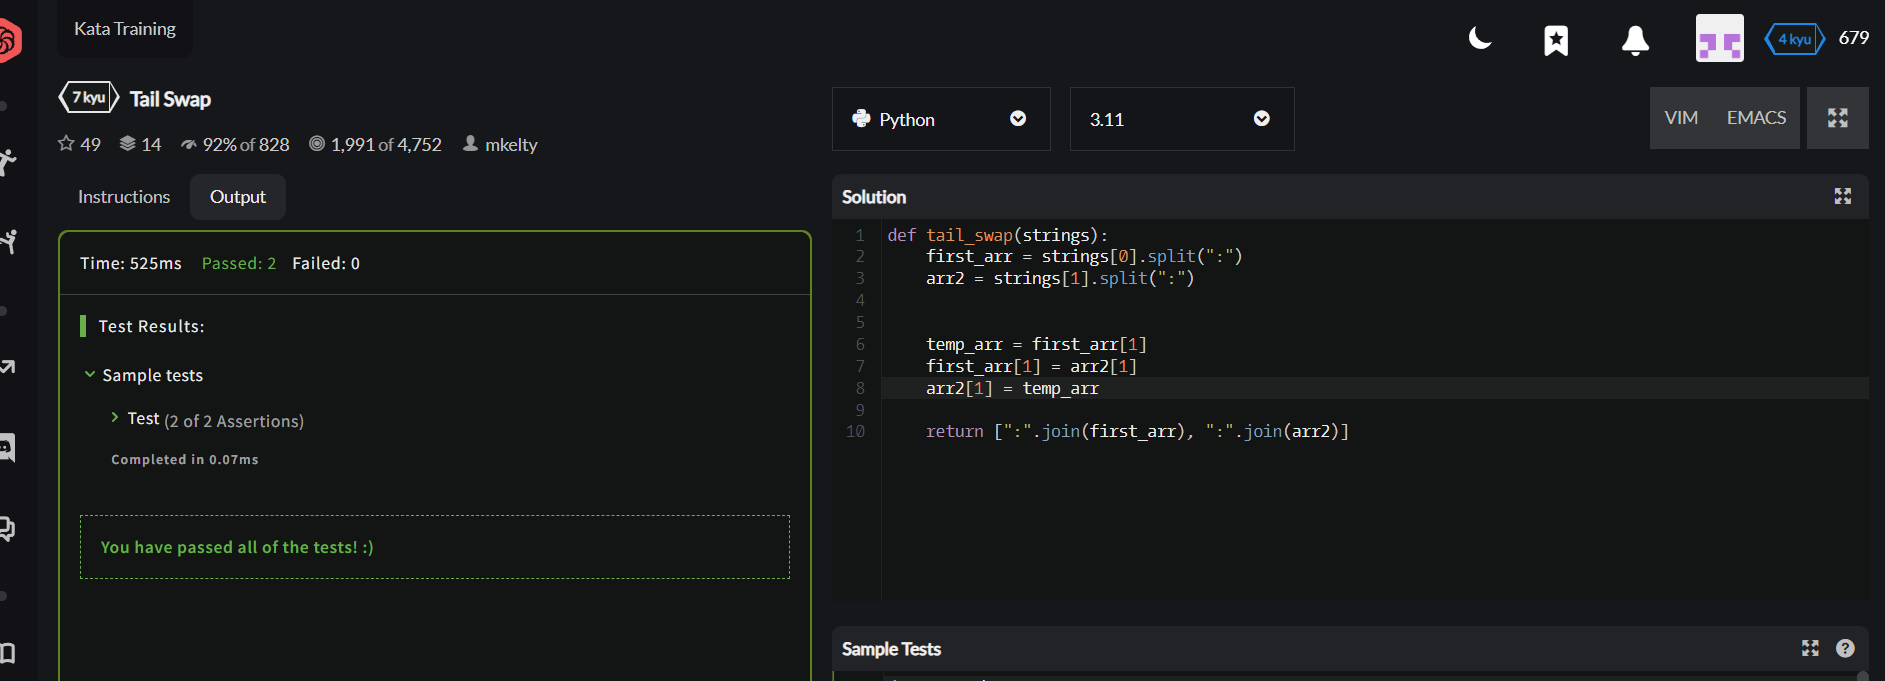 Kata Training
4 kyu 679
7 kyu Tail Swap
49 14 92% of 828 1,991 of 4,752 mkelty
Python 3.11 VIM EMACS
Instructions Output
Time: 525ms Passed: 2 Failed: 0
Test Results:
Sample tests
Test (2 of 2 Assertions)
Completed in 0.07ms
You have passed all of the tests! :)
Solution
1 def tail_swap(strings):
2     first_arr = strings[0].split(":")
3     arr2 = strings[1].split(":")
4
5
6     temp_arr = first_arr[1]
7     first_arr[1] = arr2[1]
8     arr2[1] = temp_arr
9
10     return [":".join(first_arr), ":".join(arr2)]
Sample Tests ?